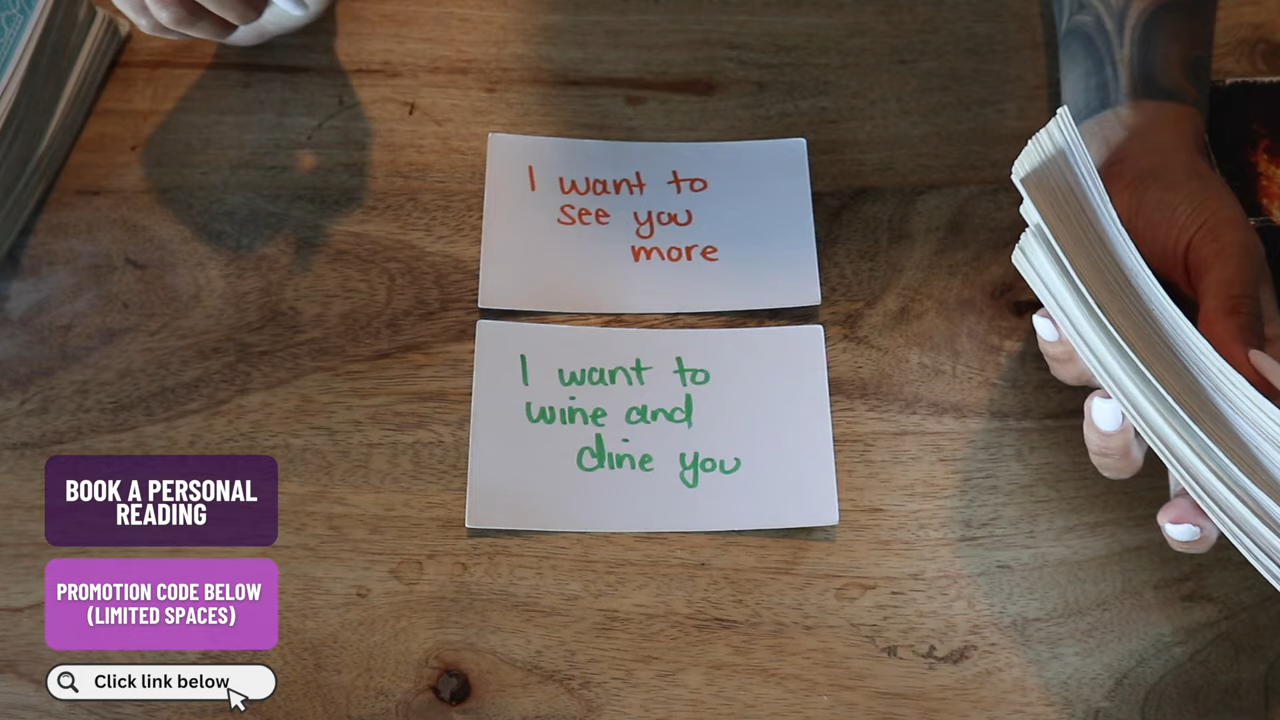 I want to
see you
more
I want to
wine and
dine you
BOOK A PERSONAL
READING
PROMOTION CODE BELOW
(LIMITED SPACES)
Click link below